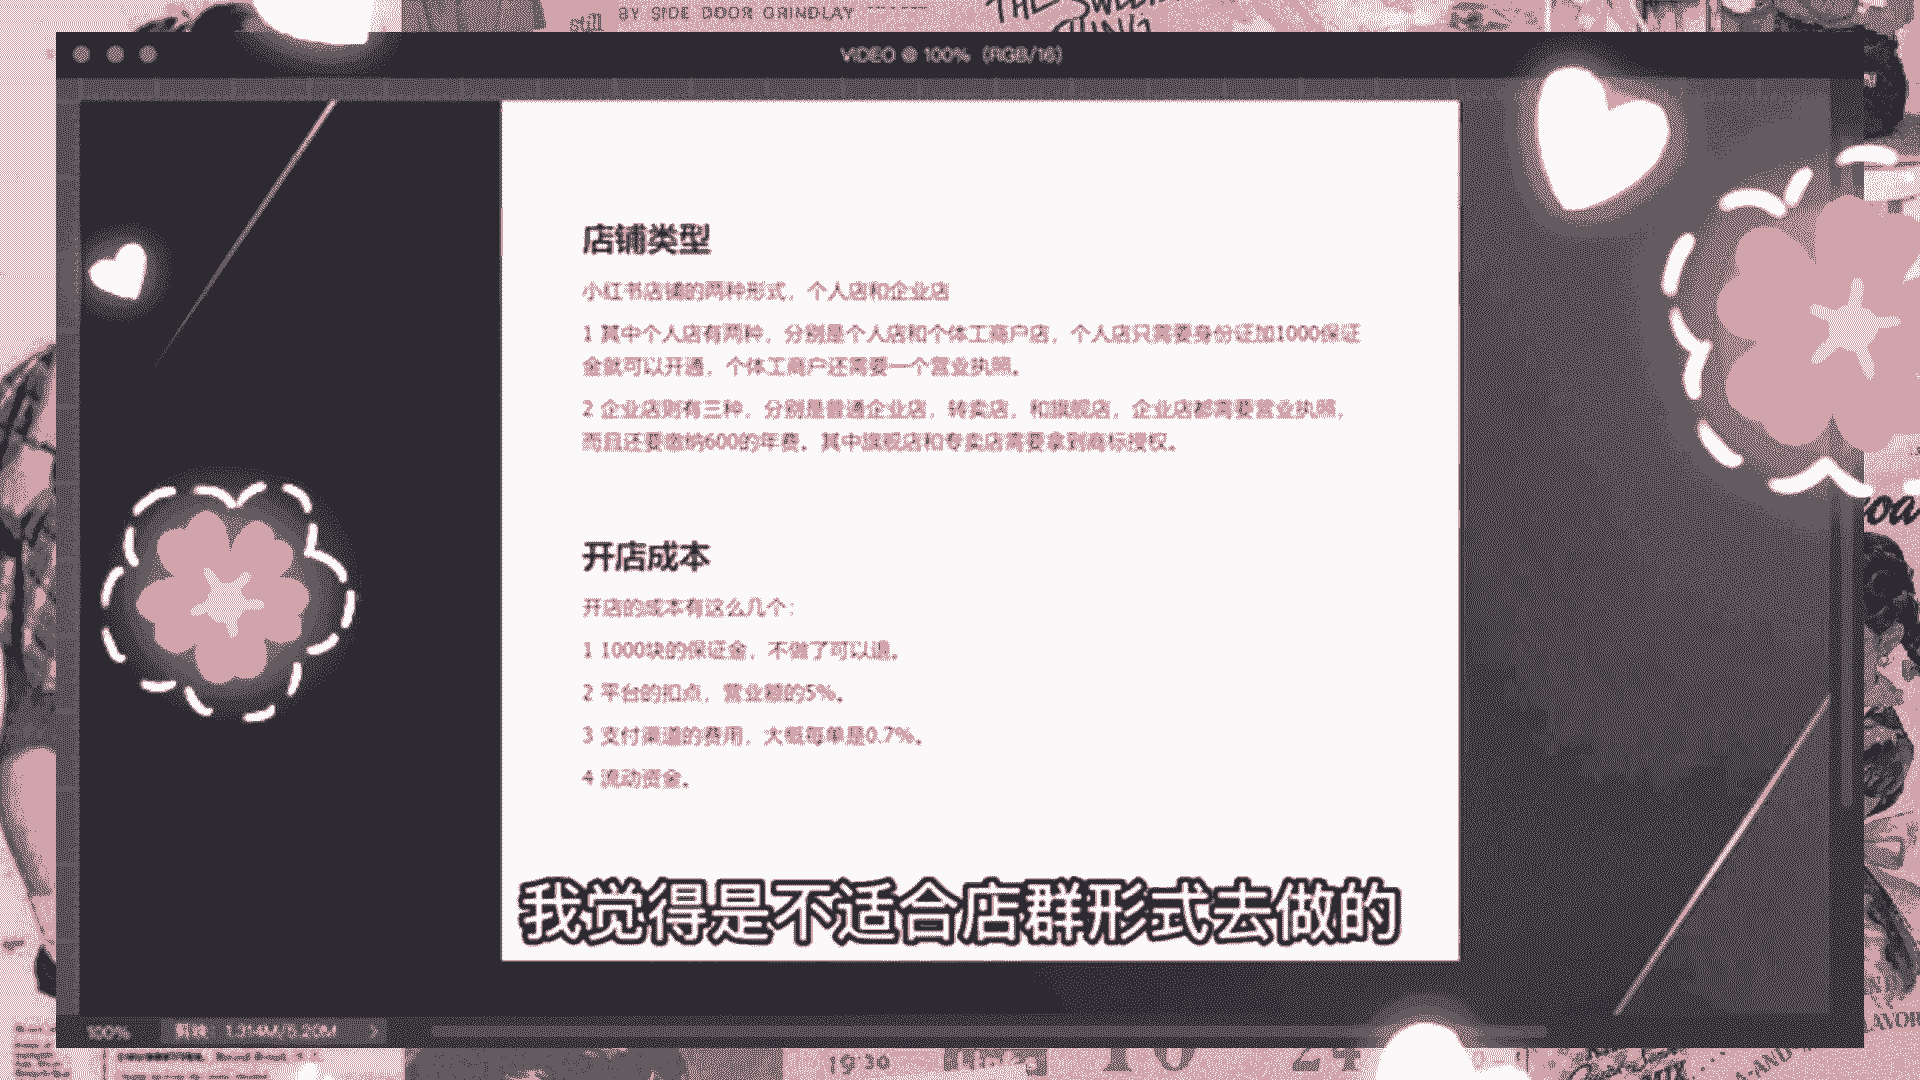 still
BY SIDE DOOR GRINDLAY
THE SWEET
VIDEO @ 100% (RGB/16)
店铺类型
小红书店铺的两种形式，个人店和企业店
1 其中个人店有两种，分别是个人店和个体工商户店，个人店只需要身份证加1000保证
金就可以开通，个体工商户还需要一个营业执照。
2 企业店则有三种，分别是普通企业店，转卖店，和旗舰店，企业店都需要营业执照，
而且还要缴纳600的年费。其中旗舰店和专卖店需要拿到商标授权。
开店成本
开店的成本有这么几个：
1 1000块的保证金，不做了可以退。
2 平台的扣点，营业额的5%。
3 支付渠道的费用，大概每单是0.7%。
4 流动资金。
我觉得是不适合店群形式去做的
100%
1.314M/5.20M
19:30
16
24